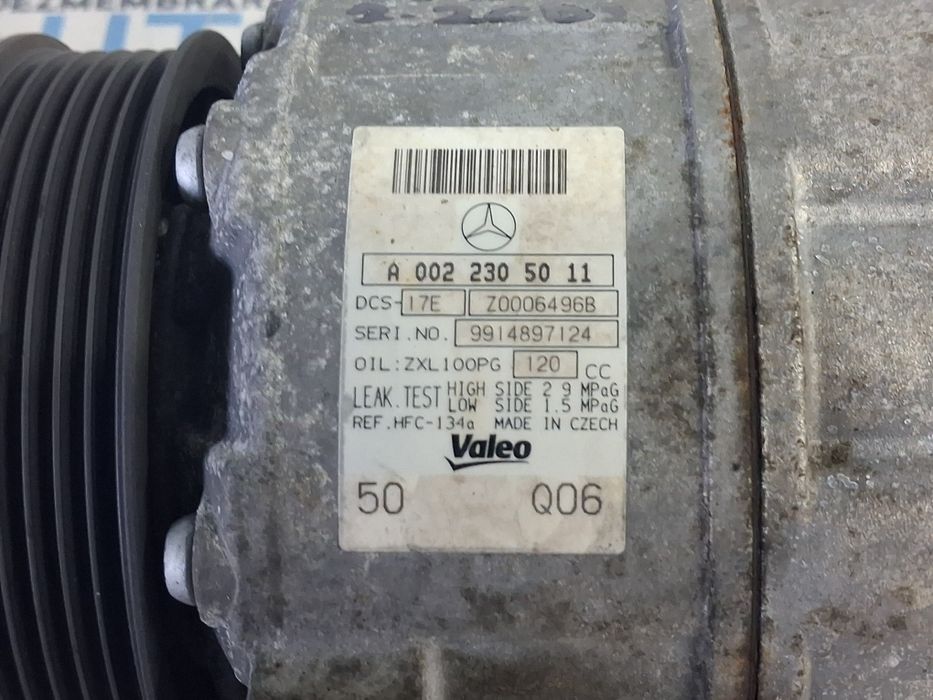 DEZMEMBRARI
A 002 230 50 11
DCS-17E Z0006496B
SERI.NO. 9914897124
OIL:ZXL100PG 120 CC
LEAK.TEST HIGH SIDE 2 9 MPaG
LOW SIDE 1.5 MPaG
REF.HFC-134a MADE IN CZECH
Valeo
50 Q06